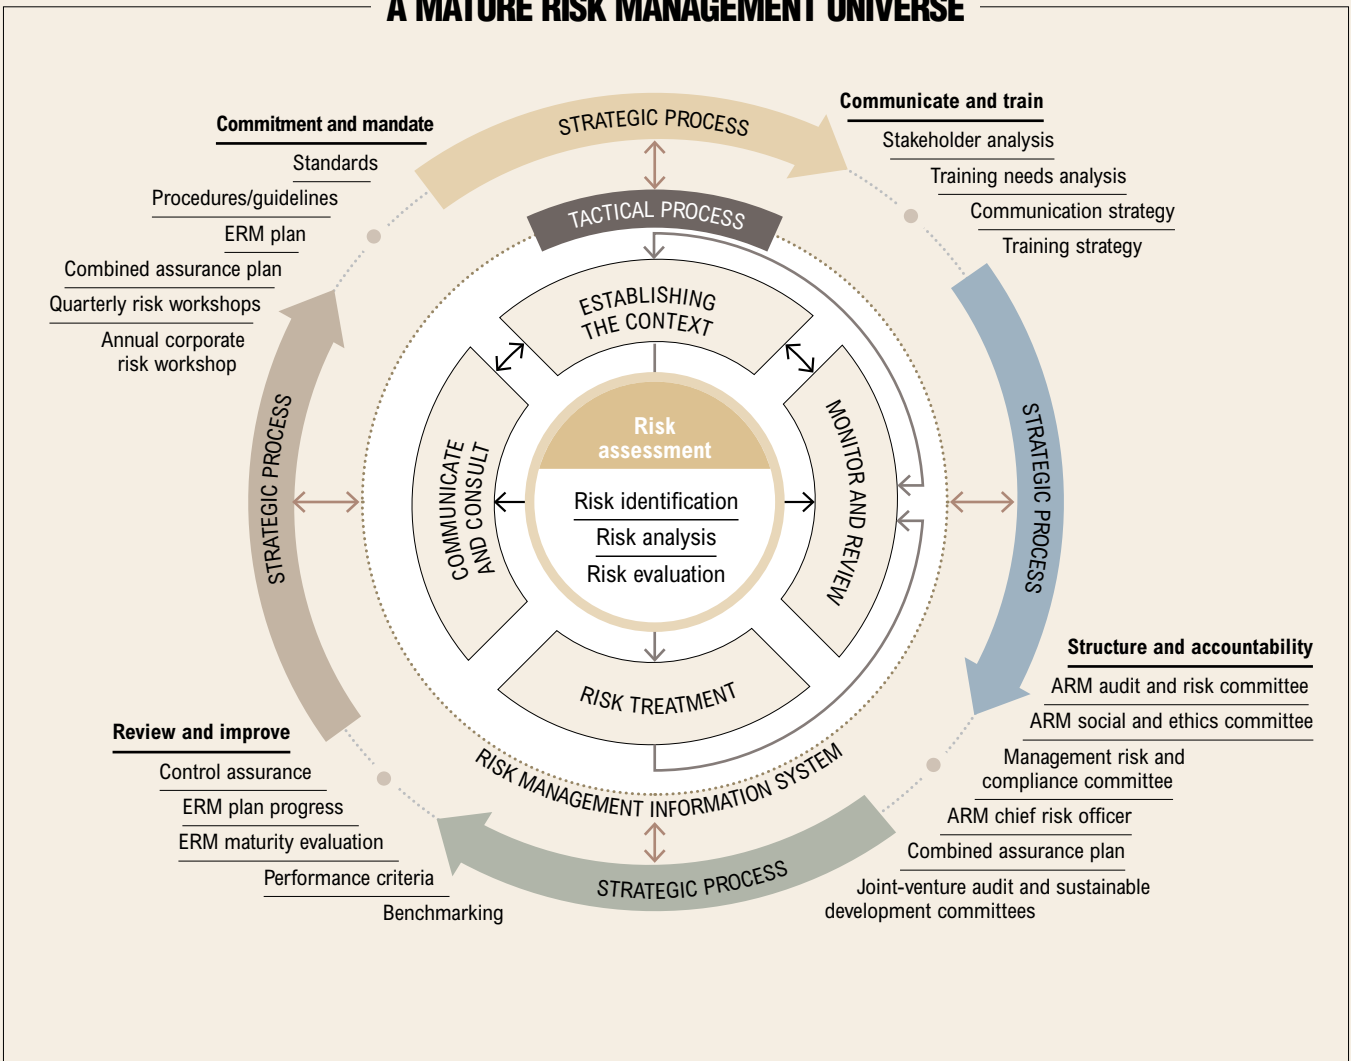 A MATURE RISK MANAGEMENT UNIVERSE
Commitment and mandate
Standards
Procedures/guidelines
ERM plan
Combined assurance plan
Quarterly risk workshops
Annual corporate
risk workshop
STRATEGIC PROCESS
Communicate and train
Stakeholder analysis
Training needs analysis
Communication strategy
Training strategy
TACTICAL PROCESS
ESTABLISHING
THE CONTEXT
STRATEGIC PROCESS
COMMUNICATE
AND CONSULT
Risk
assessment
Risk identification
Risk analysis
Risk evaluation
MONITOR AND REVIEW
STRATEGIC PROCESS
RISK TREATMENT
RISK MANAGEMENT INFORMATION SYSTEM
STRATEGIC PROCESS
Structure and accountability
ARM audit and risk committee
ARM social and ethics committee
Management risk and
compliance committee
ARM chief risk officer
Combined assurance plan
Joint-venture audit and sustainable
development committees
Review and improve
Control assurance
ERM plan progress
ERM maturity evaluation
Performance criteria
Benchmarking